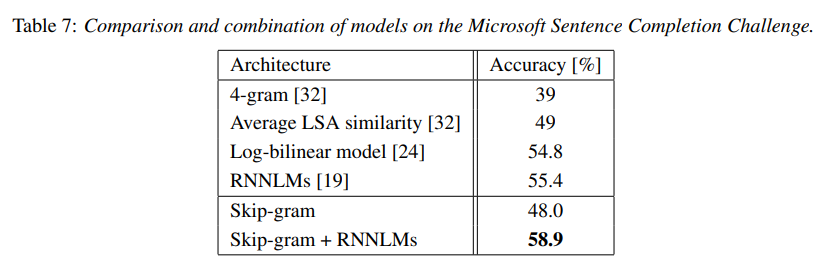 Table 7: Comparison and combination of models on the Microsoft Sentence Completion Challenge.
Architecture Accuracy [%]
4-gram [32] 39
Average LSA similarity [32] 49
Log-bilinear model [24] 54.8
RNNLMs [19] 55.4
Skip-gram 48.0
Skip-gram + RNNLMs 58.9